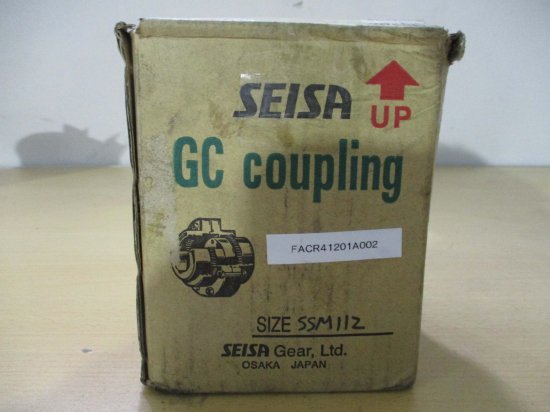 SEISA
UP
GC coupling
FACR41201A002
SIZE SSM112
SEISA Gear, Ltd.
OSAKA JAPAN